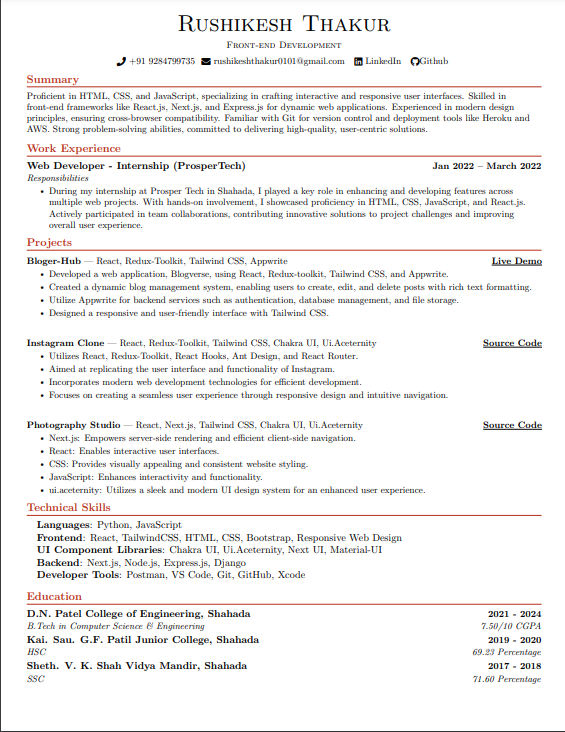 Rushikesh Thakur
Front-end Development
+91 9284799735 rushikeshthakur0101@gmail.com LinkedIn Github
Summary
Proficient in HTML, CSS, and JavaScript, specializing in crafting interactive and responsive user interfaces. Skilled in
front-end frameworks like React.js, Next.js, and Express.js for dynamic web applications. Experienced in modern design
principles, ensuring cross-browser compatibility. Familiar with Git for version control and deployment tools like Heroku and
AWS. Strong problem-solving abilities, committed to delivering high-quality, user-centric solutions.
Work Experience
Web Developer - Internship (ProsperTech) Jan 2022 – March 2022
Responsibilities
• During my internship at Prosper Tech in Shahada, I played a key role in enhancing and developing features across
multiple web projects. With hands-on involvement, I showcased proficiency in HTML, CSS, JavaScript, and React.js.
Actively participated in team collaborations, contributing innovative solutions to project challenges and improving
overall user experience.
Projects
Bloger-Hub — React, Redux-Toolkit, Tailwind CSS, Appwrite Live Demo
• Developed a web application, Blogverse, using React, Redux-toolkit, Tailwind CSS, and Appwrite.
• Created a dynamic blog management system, enabling users to create, edit, and delete posts with rich text formatting.
• Utilize Appwrite for backend services such as authentication, database management, and file storage.
• Designed a responsive and user-friendly interface with Tailwind CSS.
Instagram Clone — React, Redux-Toolkit, Tailwind CSS, Chakra UI, Ui.Aceternity Source Code
• Utilizes React, Redux-Toolkit, React Hooks, Ant Design, and React Router.
• Aimed at replicating the user interface and functionality of Instagram.
• Incorporates modern web development technologies for efficient development.
• Focuses on creating a seamless user experience through responsive design and intuitive navigation.
Photography Studio — React, Next.js, Tailwind CSS, Chakra UI, Ui.Aceternity Source Code
• Next.js: Empowers server-side rendering and efficient client-side navigation.
• React: Enables interactive user interfaces.
• CSS: Provides visually appealing and consistent website styling.
• JavaScript: Enhances interactivity and functionality.
• ui.aceternity: Utilizes a sleek and modern UI design system for an enhanced user experience.
Technical Skills
Languages: Python, JavaScript
Frontend: React, TailwindCSS, HTML, CSS, Bootstrap, Responsive Web Design
UI Component Libraries: Chakra UI, Ui.Aceternity, Next UI, Material-UI
Backend: Next.js, Node.js, Express.js, Django
Developer Tools: Postman, VS Code, Git, GitHub, Xcode
Education
D.N. Patel College of Engineering, Shahada 2021 - 2024
B.Tech in Computer Science & Engineering 7.50/10 CGPA
Kai. Sau. G.F. Patil Junior College, Shahada 2019 - 2020
HSC 69.23 Percentage
Sheth. V. K. Shah Vidya Mandir, Shahada 2017 - 2018
SSC 71.60 Percentage